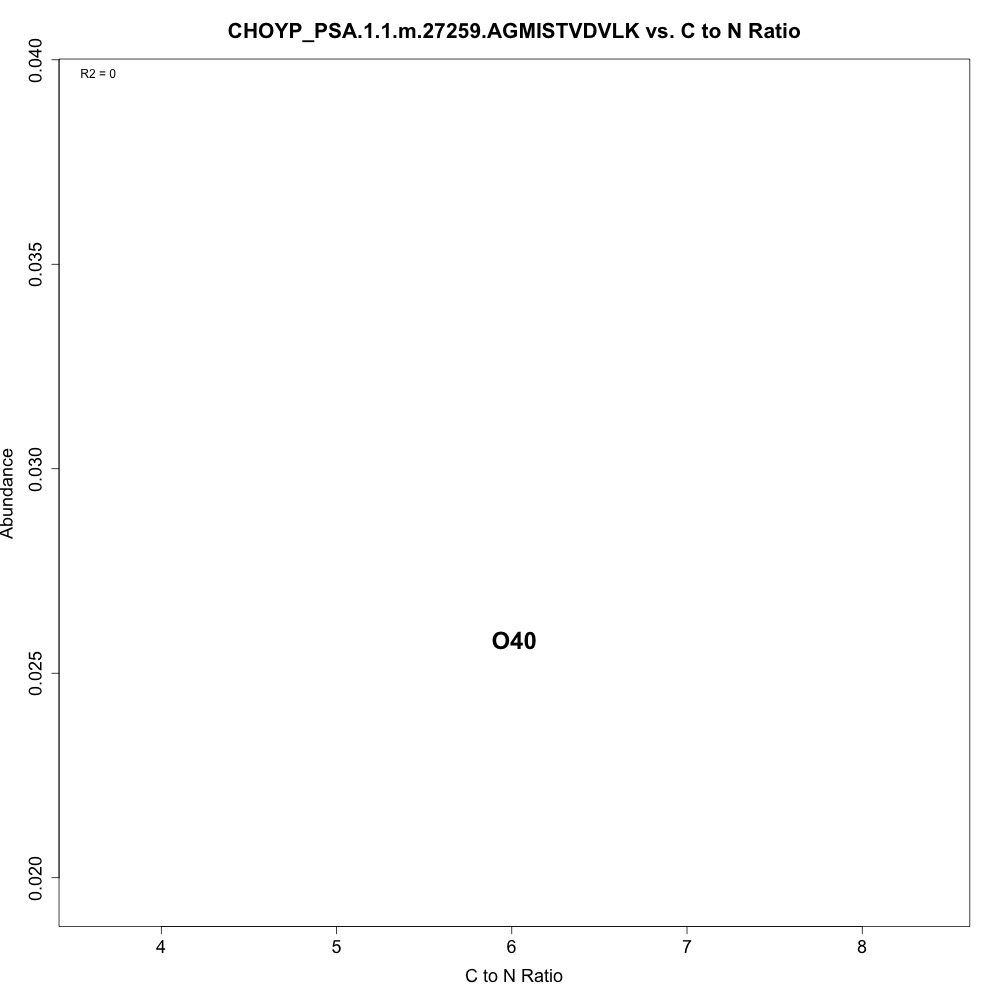 CHOYP_PSA.1.1.m.27259.AGMISTVDVLK vs. C to N Ratio
R2 = 0
0.040
0.035
0.030
0.025
0.020
Abundance
O40
4 5 6 7 8
C to N Ratio